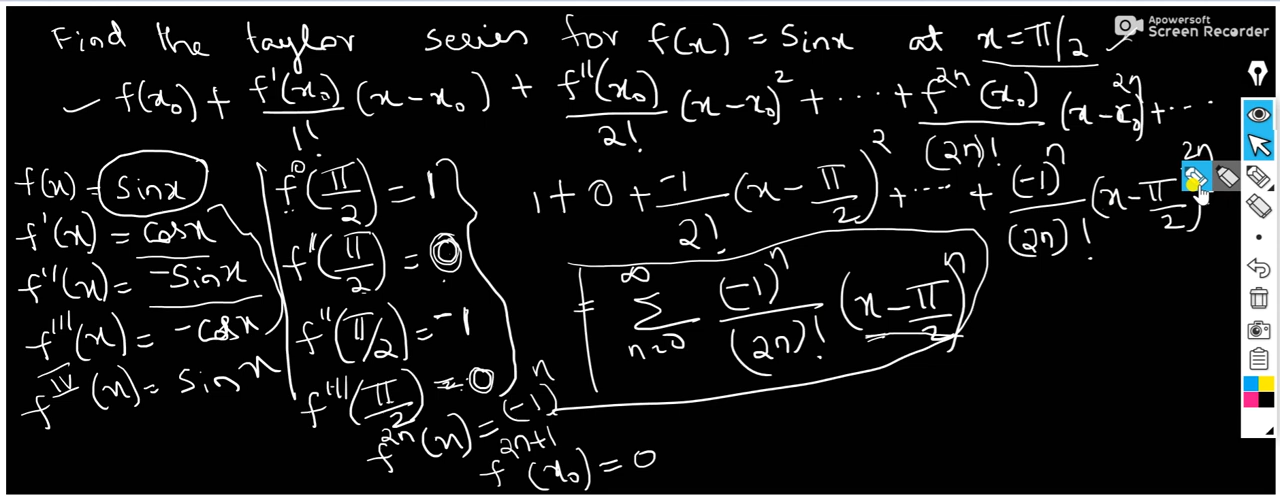 Find the taylor series for f(x) = Sinx at x = π/2
Apowersoft
Screen Recorder
f(x₀) + f'(x₀)/1! (x - x₀) + f''(x₀)/2! (x - x₀)² + ... + f²ⁿ(x₀)/(2n)! (x - x₀)²ⁿ + ...
f(x) = Sinx
f'(x) = cosx
f''(x) = -Sinx
f'''(x) = -cosx
f^IV(x) = Sinx
f⁰(π/2) = 1
f''(π/2) = 0
f''(π/2) = -1
f'''(π/2) = 0
f²ⁿ(x) = (-1)ⁿ
f²ⁿ⁺¹(x₀) = 0
1 + 0 + -1/2! (x - π/2)² + ... + (-1)ⁿ/(2n)! (x - π/2)²ⁿ
= ∞ Σ n=0 (-1)ⁿ/(2n)! (x - π/2)ⁿ